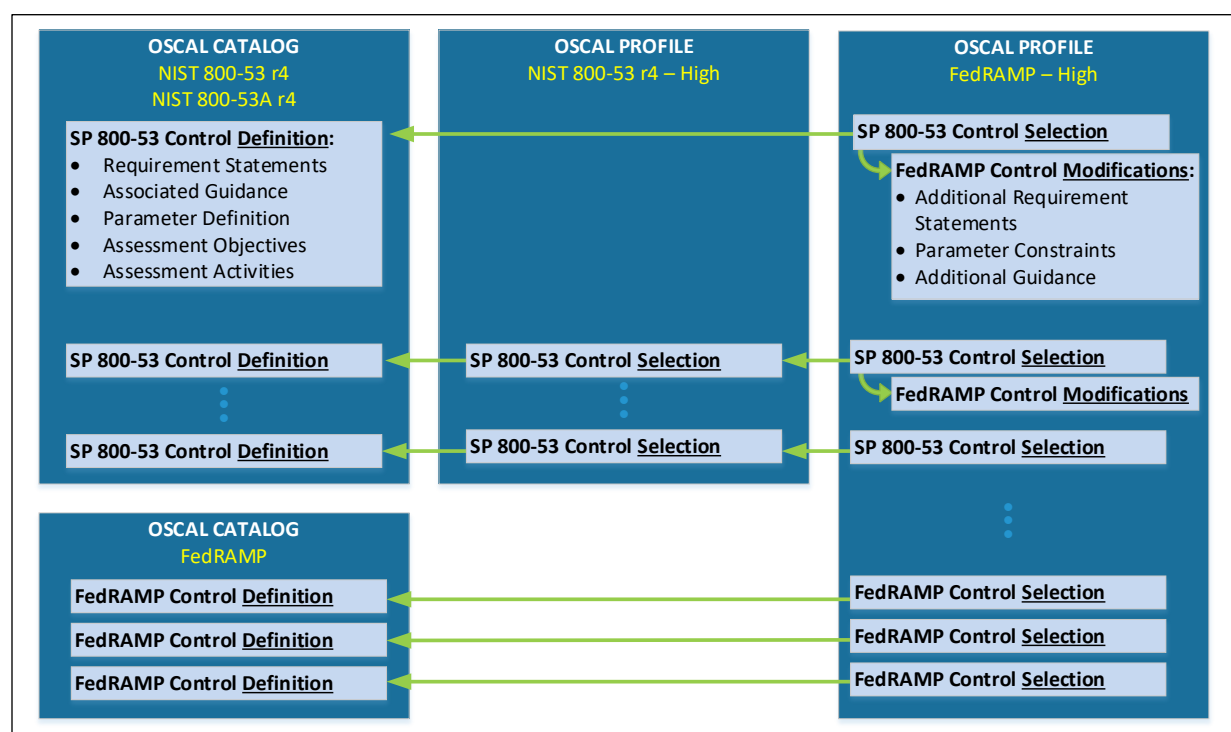 OSCAL CATALOG
NIST 800-53 r4
NIST 800-53A r4
SP 800-53 Control Definition:
• Requirement Statements
• Associated Guidance
• Parameter Definition
• Assessment Objectives
• Assessment Activities
SP 800-53 Control Definition
SP 800-53 Control Definition
OSCAL PROFILE
NIST 800-53 r4 – High
SP 800-53 Control Selection
SP 800-53 Control Selection
OSCAL PROFILE
FedRAMP – High
SP 800-53 Control Selection
FedRAMP Control Modifications:
• Additional Requirement
Statements
• Parameter Constraints
• Additional Guidance
SP 800-53 Control Selection
FedRAMP Control Modifications
SP 800-53 Control Selection
FedRAMP Control Selection
FedRAMP Control Selection
FedRAMP Control Selection
OSCAL CATALOG
FedRAMP
FedRAMP Control Definition
FedRAMP Control Definition
FedRAMP Control Definition